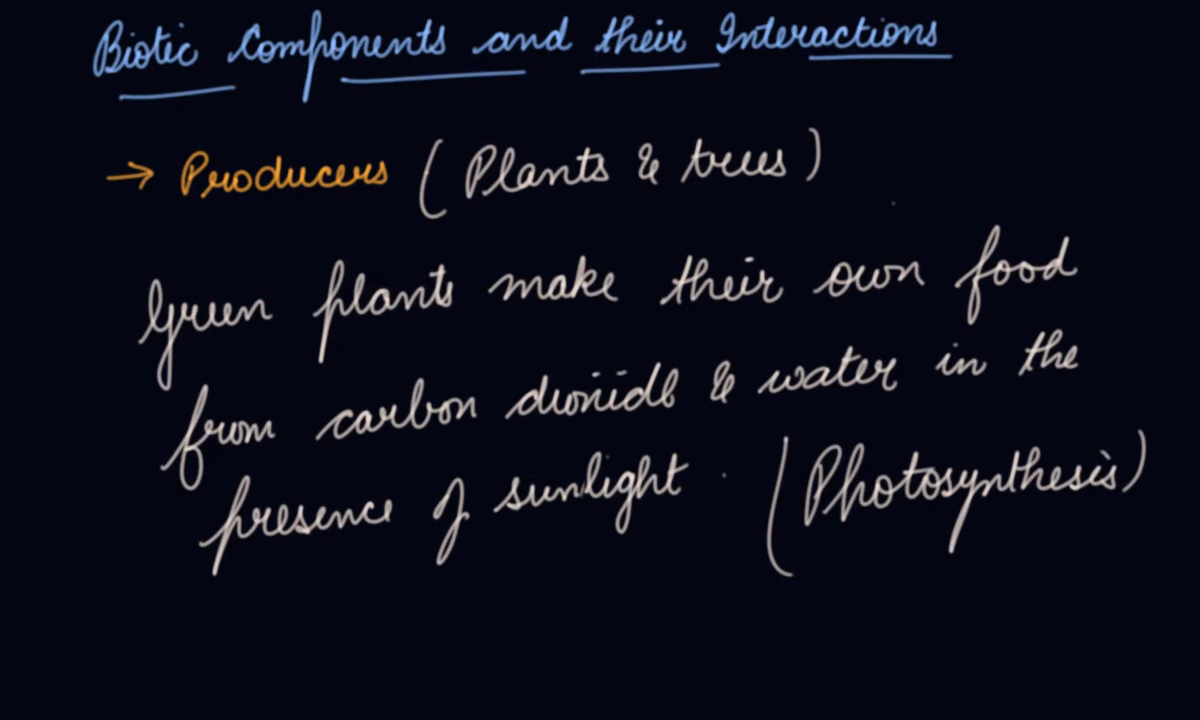 Biotic Components and their Interactions
→ Producers ( Plants & trees )
Green plants make their own food
from carbon dioxide & water in the
presence of sunlight . ( Photosynthesis )